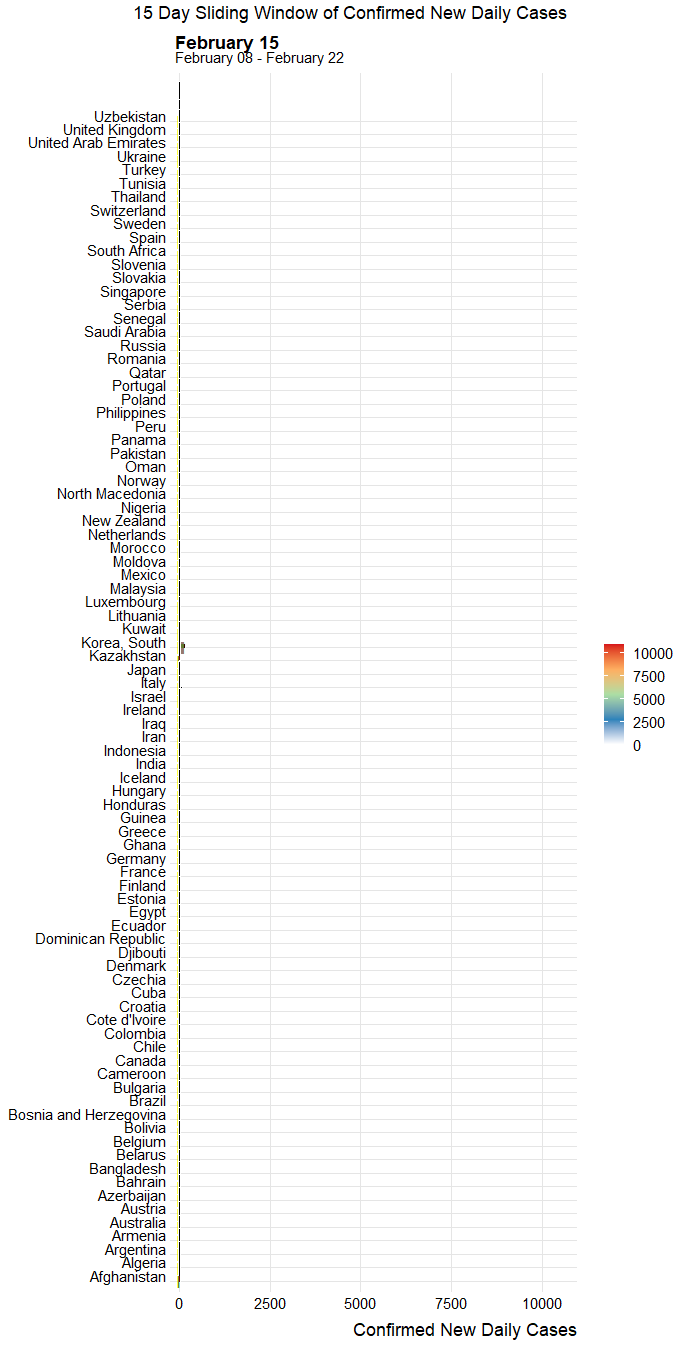 15 Day Sliding Window of Confirmed New Daily Cases
February 15
February 08 - February 22
Uzbekistan
United Kingdom
United Arab Emirates
Ukraine
Turkey
Tunisia
Thailand
Switzerland
Sweden
Spain
South Africa
Slovenia
Slovakia
Singapore
Serbia
Senegal
Saudi Arabia
Russia
Romania
Qatar
Portugal
Poland
Philippines
Peru
Panama
Pakistan
Oman
Norway
North Macedonia
Nigeria
New Zealand
Netherlands
Morocco
Moldova
Mexico
Malaysia
Luxembourg
Lithuania
Kuwait
Korea, South
Kazakhstan
Japan
Italy
Israel
Ireland
Iraq
Iran
Indonesia
India
Iceland
Hungary
Honduras
Guinea
Greece
Ghana
Germany
France
Finland
Estonia
Egypt
Ecuador
Dominican Republic
Djibouti
Denmark
Czechia
Cuba
Croatia
Cote d'Ivoire
Colombia
Chile
Canada
Cameroon
Bulgaria
Brazil
Bosnia and Herzegovina
Bolivia
Belgium
Belarus
Bangladesh
Bahrain
Azerbaijan
Austria
Australia
Armenia
Argentina
Algeria
Afghanistan
0 2500 5000 7500 10000
Confirmed New Daily Cases
10000
7500
5000
2500
0